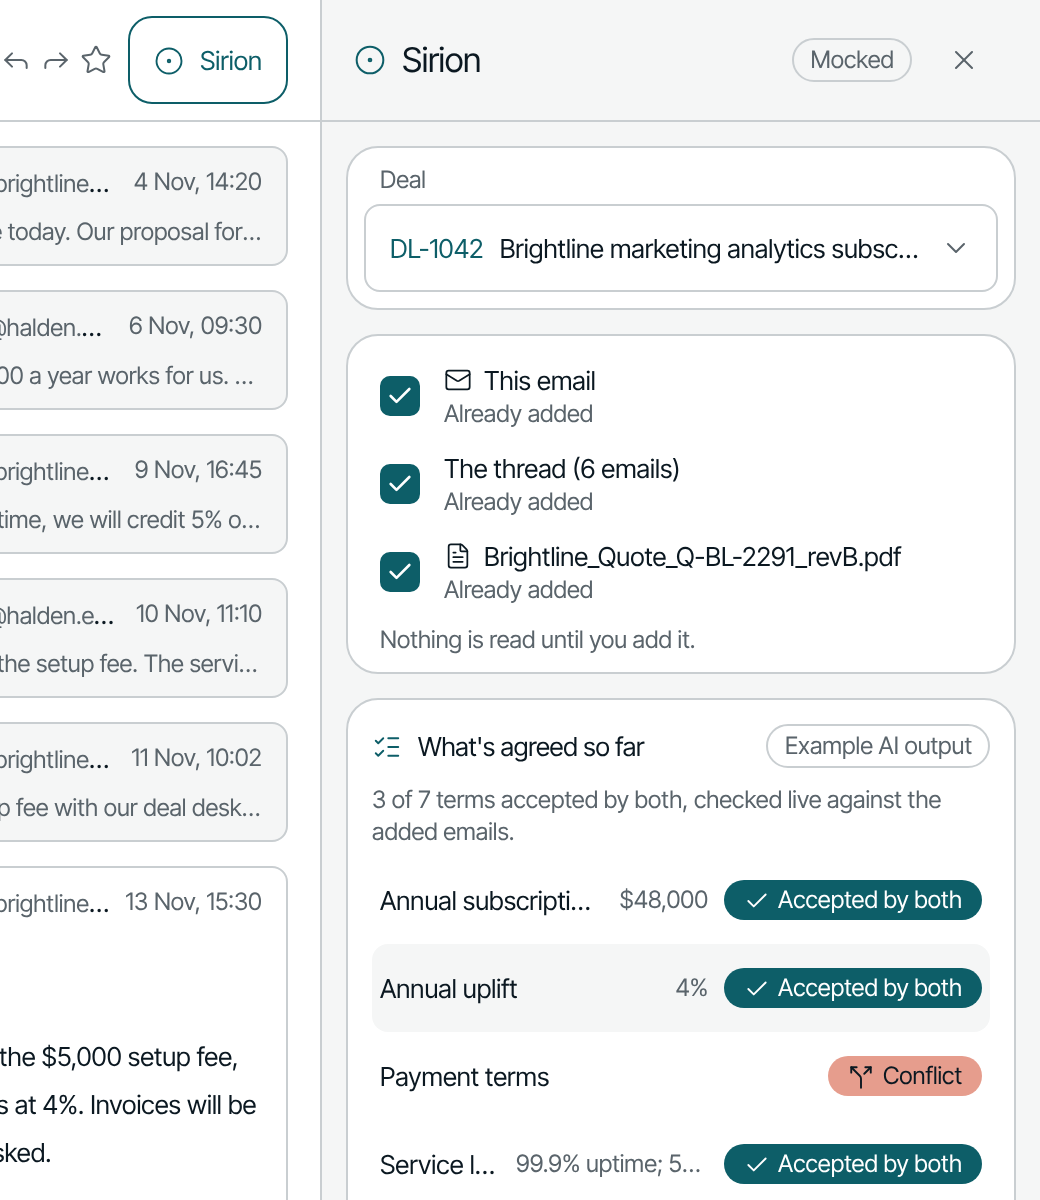 Sirion
brightline... 4 Nov, 14:20
e today. Our proposal for...
@halden.... 6 Nov, 09:30
00 a year works for us. ...
brightline... 9 Nov, 16:45
time, we will credit 5% o...
@halden.e... 10 Nov, 11:10
the setup fee. The servi...
brightline... 11 Nov, 10:02
p fee with our deal desk...
brightline... 13 Nov, 15:30
the $5,000 setup fee,
s at 4%. Invoices will be
sked.
Sirion
Mocked
Deal
DL-1042 Brightline marketing analytics subsc...
This email
Already added
The thread (6 emails)
Already added
Brightline_Quote_Q-BL-2291_revB.pdf
Already added
Nothing is read until you add it.
What's agreed so far
Example AI output
3 of 7 terms accepted by both, checked live against the
added emails.
Annual subscripti... $48,000 Accepted by both
Annual uplift 4% Accepted by both
Payment terms Conflict
Service l... 99.9% uptime; 5... Accepted by both